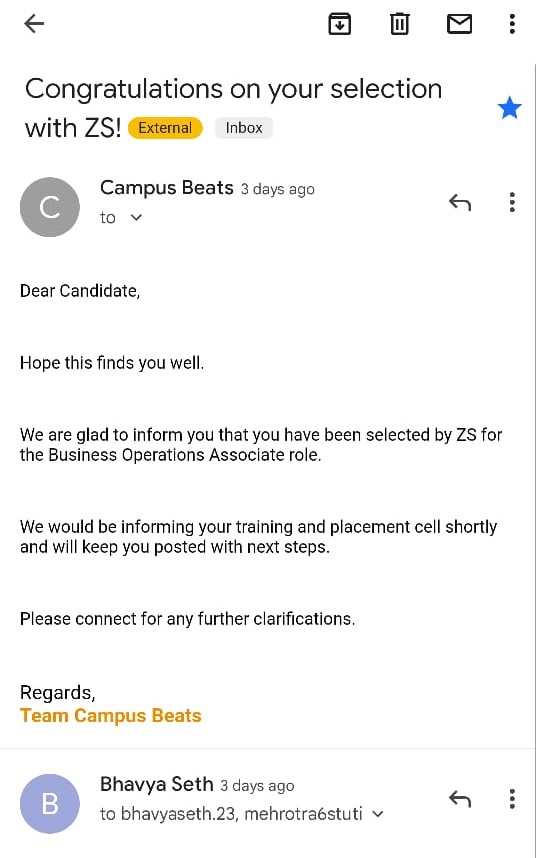 Congratulations on your selection
with ZS! External Inbox
C
Campus Beats 3 days ago
to
Dear Candidate,
Hope this finds you well.
We are glad to inform you that you have been selected by ZS for
the Business Operations Associate role.
We would be informing your training and placement cell shortly
and will keep you posted with next steps.
Please connect for any further clarifications.
Regards,
Team Campus Beats
B
Bhavya Seth 3 days ago
to bhavyaseth.23, mehrotra6stuti